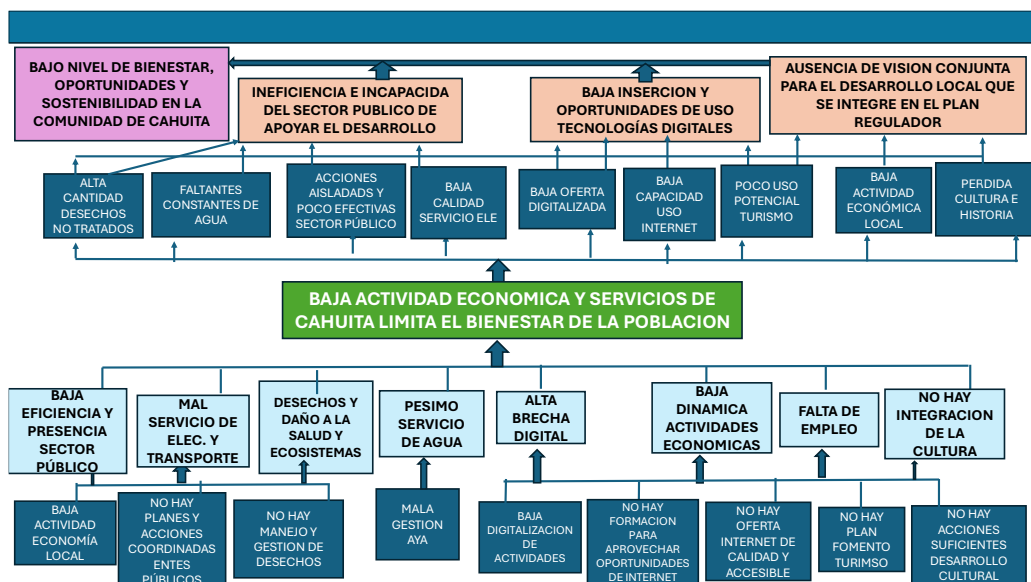 BAJO NIVEL DE BIENESTAR,
OPORTUNIDADES Y
SOSTENIBILIDAD EN LA
COMUNIDAD DE CAHUITA
INEFICIENCIA E INCAPACIDA
DEL SECTOR PUBLICO DE
APOYAR EL DESARROLLO
BAJA INSERCION Y
OPORTUNIDADES DE USO
TECNOLOGÍAS DIGITALES
AUSENCIA DE VISION CONJUNTA
PARA EL DESARROLLO LOCAL QUE
SE INTEGRE EN EL PLAN
REGULADOR
ALTA
CANTIDAD
DESECHOS
NO TRATADOS
FALTANTES
CONSTANTES DE
AGUA
ACCIONES
AISLADADS Y
POCO EFECTIVAS
SECTOR PÚBLICO
BAJA
CALIDAD
SERVICIO ELE
BAJA OFERTA
DIGITALIZADA
BAJA
CAPACIDAD
USO
INTERNET
POCO USO
POTENCIAL
TURISMO
BAJA
ACTIVIDAD
ECONÓMICA
LOCAL
PERDIDA
CULTURA E
HISTORIA
BAJA ACTIVIDAD ECONOMICA Y SERVICIOS DE
CAHUITA LIMITA EL BIENESTAR DE LA POBLACION
BAJA
EFICIENCIA Y
PRESENCIA
SECTOR
PÚBLICO
MAL
SERVICIO DE
ELEC. Y
TRANSPORTE
DESECHOS Y
DAÑO A LA
SALUD Y
ECOSISTEMAS
PESIMO
SERVICIO
DE AGUA
ALTA
BRECHA
DIGITAL
BAJA
DINAMICA
ACTIVIDADES
ECONOMICAS
FALTA DE
EMPLEO
NO HAY
INTEGRACION
DE LA
CULTURA
BAJA
ACTIVIDAD
ECONOMÍA
LOCAL
NO HAY
PLANES Y
ACCIONES
COORDINADAS
ENTES
PÚBLICOS
NO HAY
MANEJO Y
GESTION DE
DESECHOS
MALA
GESTION
AYA
BAJA
DIGITALIZACION
DE
ACTIVIDADES
NO HAY
FORMACION
PARA
APROVECHAR
OPORTUNIDADES
DE INTERNET
NO HAY
OFERTA
INTERNET DE
CALIDAD Y
ACCESIBLE
NO HAY
PLAN
FOMENTO
TURIMSO
NO HAY
ACCIONES
SUFICIENTES
DESARROLLO
CULTURAL